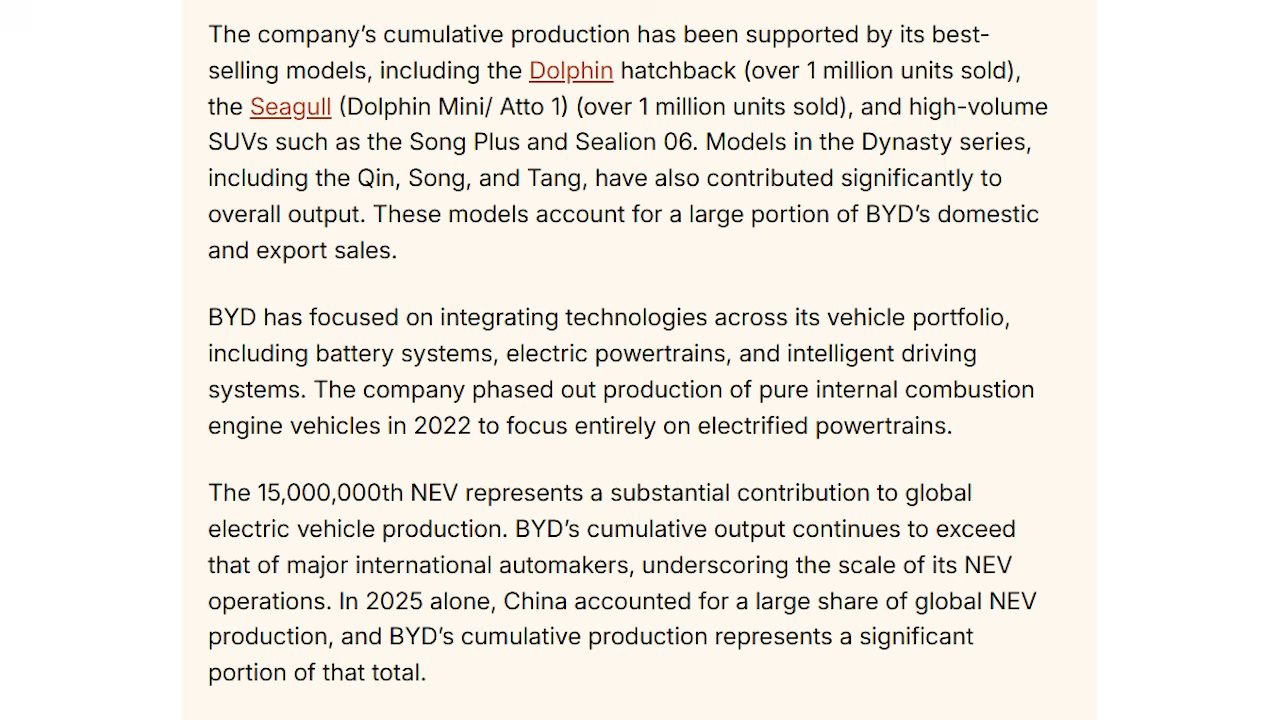 The company’s cumulative production has been supported by its best-
selling models, including the Dolphin hatchback (over 1 million units sold),
the Seagull (Dolphin Mini/ Atto 1) (over 1 million units sold), and high-volume
SUVs such as the Song Plus and Sealion 06. Models in the Dynasty series,
including the Qin, Song, and Tang, have also contributed significantly to
overall output. These models account for a large portion of BYD’s domestic
and export sales.
BYD has focused on integrating technologies across its vehicle portfolio,
including battery systems, electric powertrains, and intelligent driving
systems. The company phased out production of pure internal combustion
engine vehicles in 2022 to focus entirely on electrified powertrains.
The 15,000,000th NEV represents a substantial contribution to global
electric vehicle production. BYD’s cumulative output continues to exceed
that of major international automakers, underscoring the scale of its NEV
operations. In 2025 alone, China accounted for a large share of global NEV
production, and BYD’s cumulative production represents a significant
portion of that total.